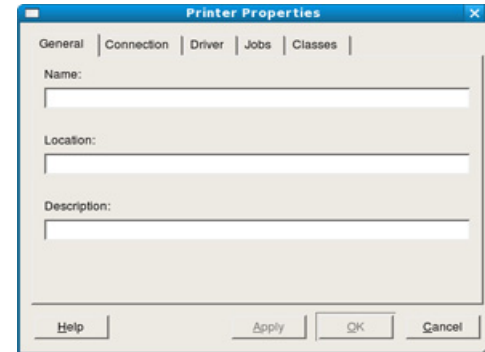 Printer Properties
General Connection Driver Jobs Classes
Name:
Location:
Description:
Help Apply OK Cancel